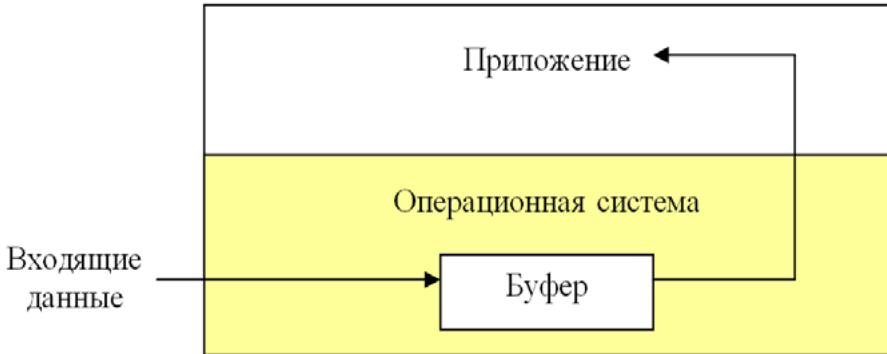 Приложение
Операционная система
Входящие
данные
Буфер